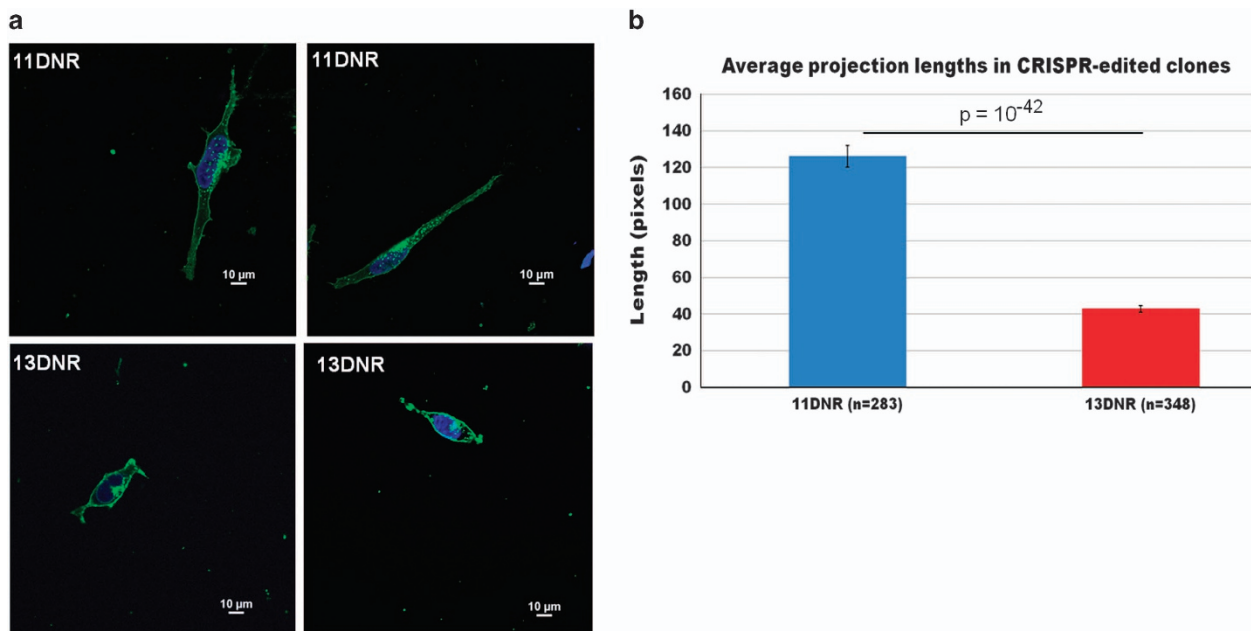 a
11DNR
10 µm
11DNR
10 µm
13DNR
10 µm
13DNR
10 µm
b
Average projection lengths in CRISPR-edited clones
160
140
120
100
80
60
40
20
0
Length (pixels)
p = 10⁻⁴²
11DNR (n=283)
13DNR (n=348)